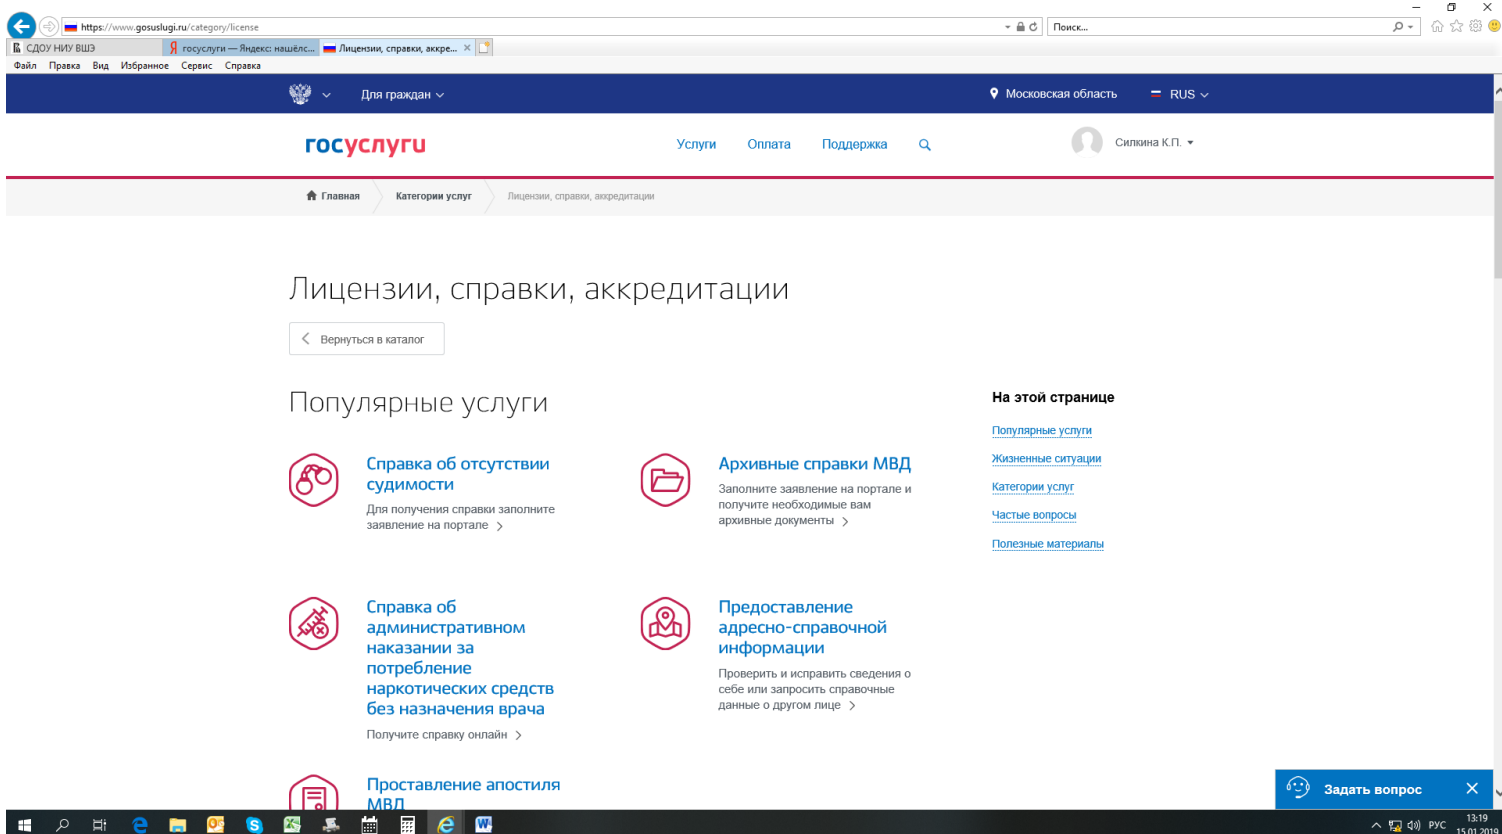 https://www.gosuslugi.ru/category/license
Поиск...
СДОУ НИУ ВШЭ
госуслуги — Яндекс: нашёлс...
Лицензии, справки, аккре...
Файл Правка Вид Избранное Сервис Справка
Для граждан
Московская область
RUS
госуслуги
Услуги Оплата Поддержка
Силкина К.П.
Главная
Категории услуг
Лицензии, справки, аккредитации
Лицензии, справки, аккредитации
Вернуться в каталог
Популярные услуги
Справка об отсутствии
судимости
Для получения справки заполните
заявление на портале
Архивные справки МВД
Заполните заявление на портале и
получите необходимые вам
архивные документы
Справка об
административном
наказании за
потребление
наркотических средств
без назначения врача
Получите справку онлайн
Предоставление
адресно-справочной
информации
Проверить и исправить сведения о
себе или запросить справочные
данные о другом лице
Проставление апостиля
МВД
На этой странице
Популярные услуги
Жизненные ситуации
Категории услуг
Частые вопросы
Полезные материалы
Задать вопрос
РУС
13:19
15.01.2019